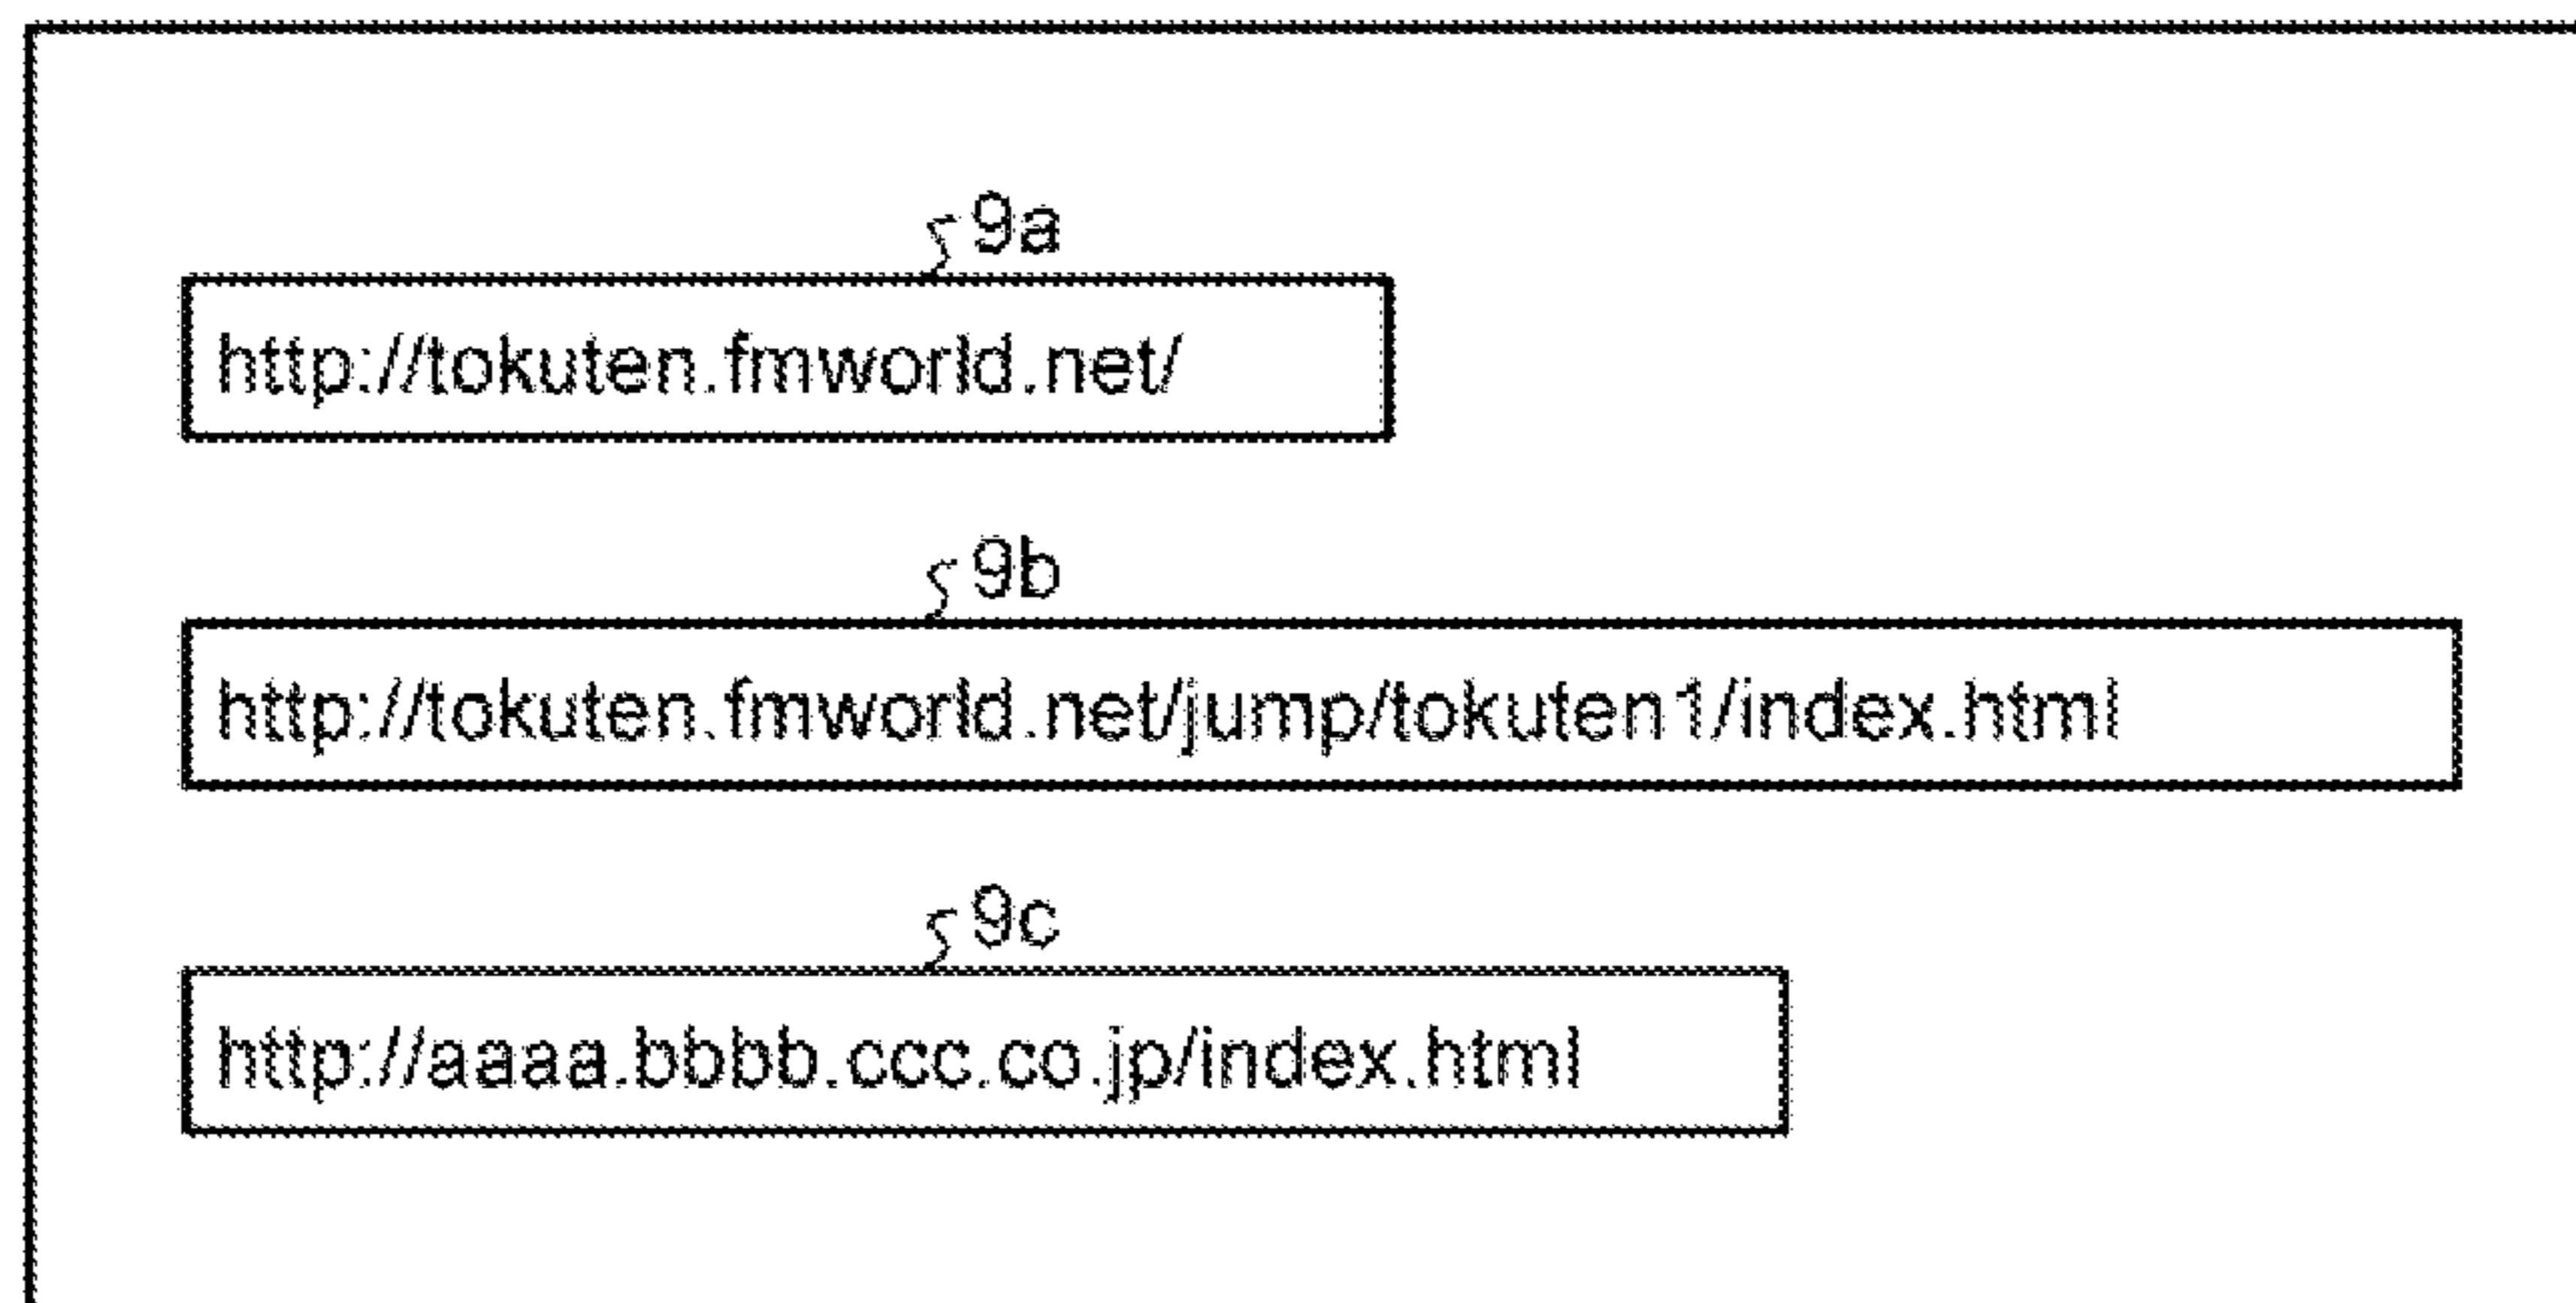 9a
http://tokuten.fmworld.net/
9b
http://tokuten.fmworld.net/jump/tokuten1/index.html
9c
http://aaaa.bbbb.ccc.co.jp/index.html